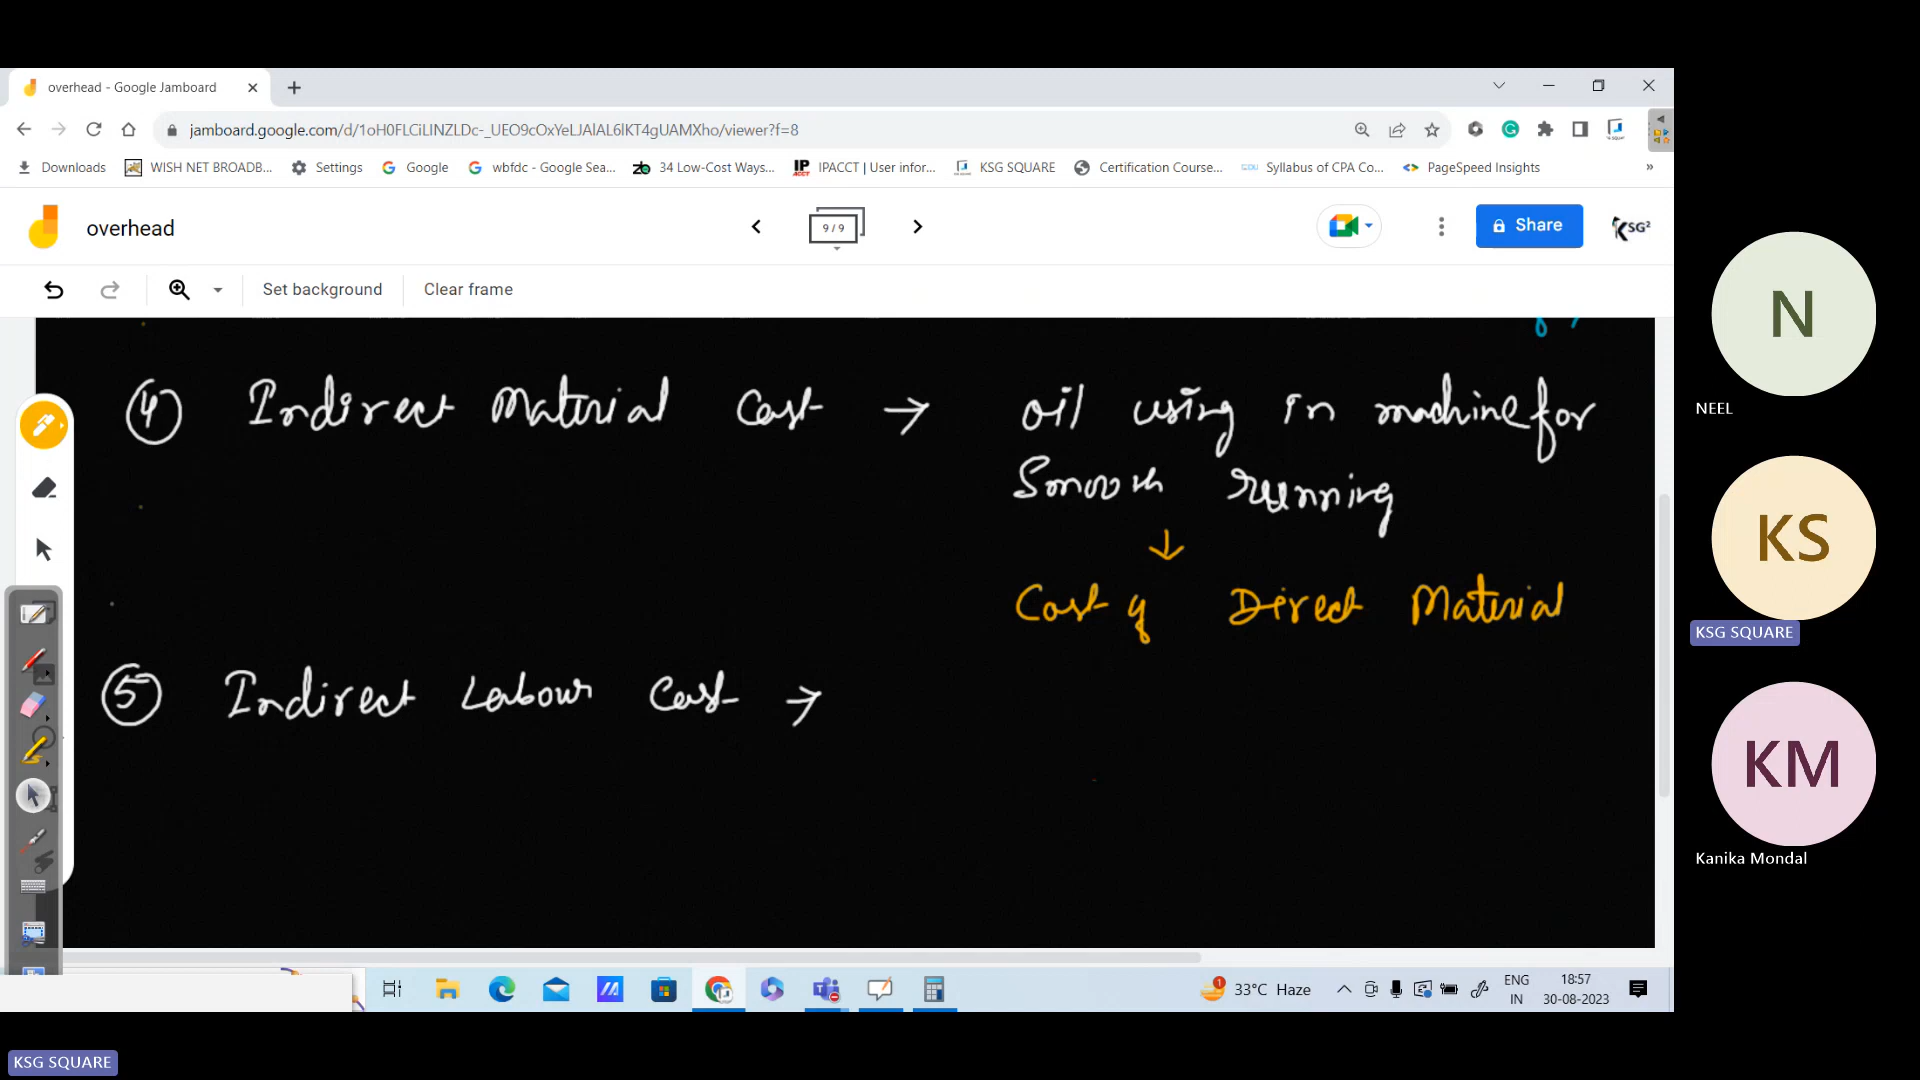 overhead - Google Jamboard
jamboard.google.com/d/1oH0FLCiLINZLDc-_UEO9cOxYeLJAlAL6lKT4gUAMXho/viewer?f=8
Downloads WISH NET BROADB... Settings Google wbfdc - Google Sea... 34 Low-Cost Ways... IPACCT | User infor... KSG SQUARE Certification Course... Syllabus of CPA Co... PageSpeed Insights »
overhead 9 / 9 Share KSG²
Set background Clear frame
④ Indirect Material Cost → oil using in machine for
Smooth running
↓
Cost of Direct Material
⑤ Indirect Labour Cost →
N
NEEL
KS
KSG SQUARE
KM
Kanika Mondal
1 33°C Haze ENG IN 18:57 30-08-2023
KSG SQUARE